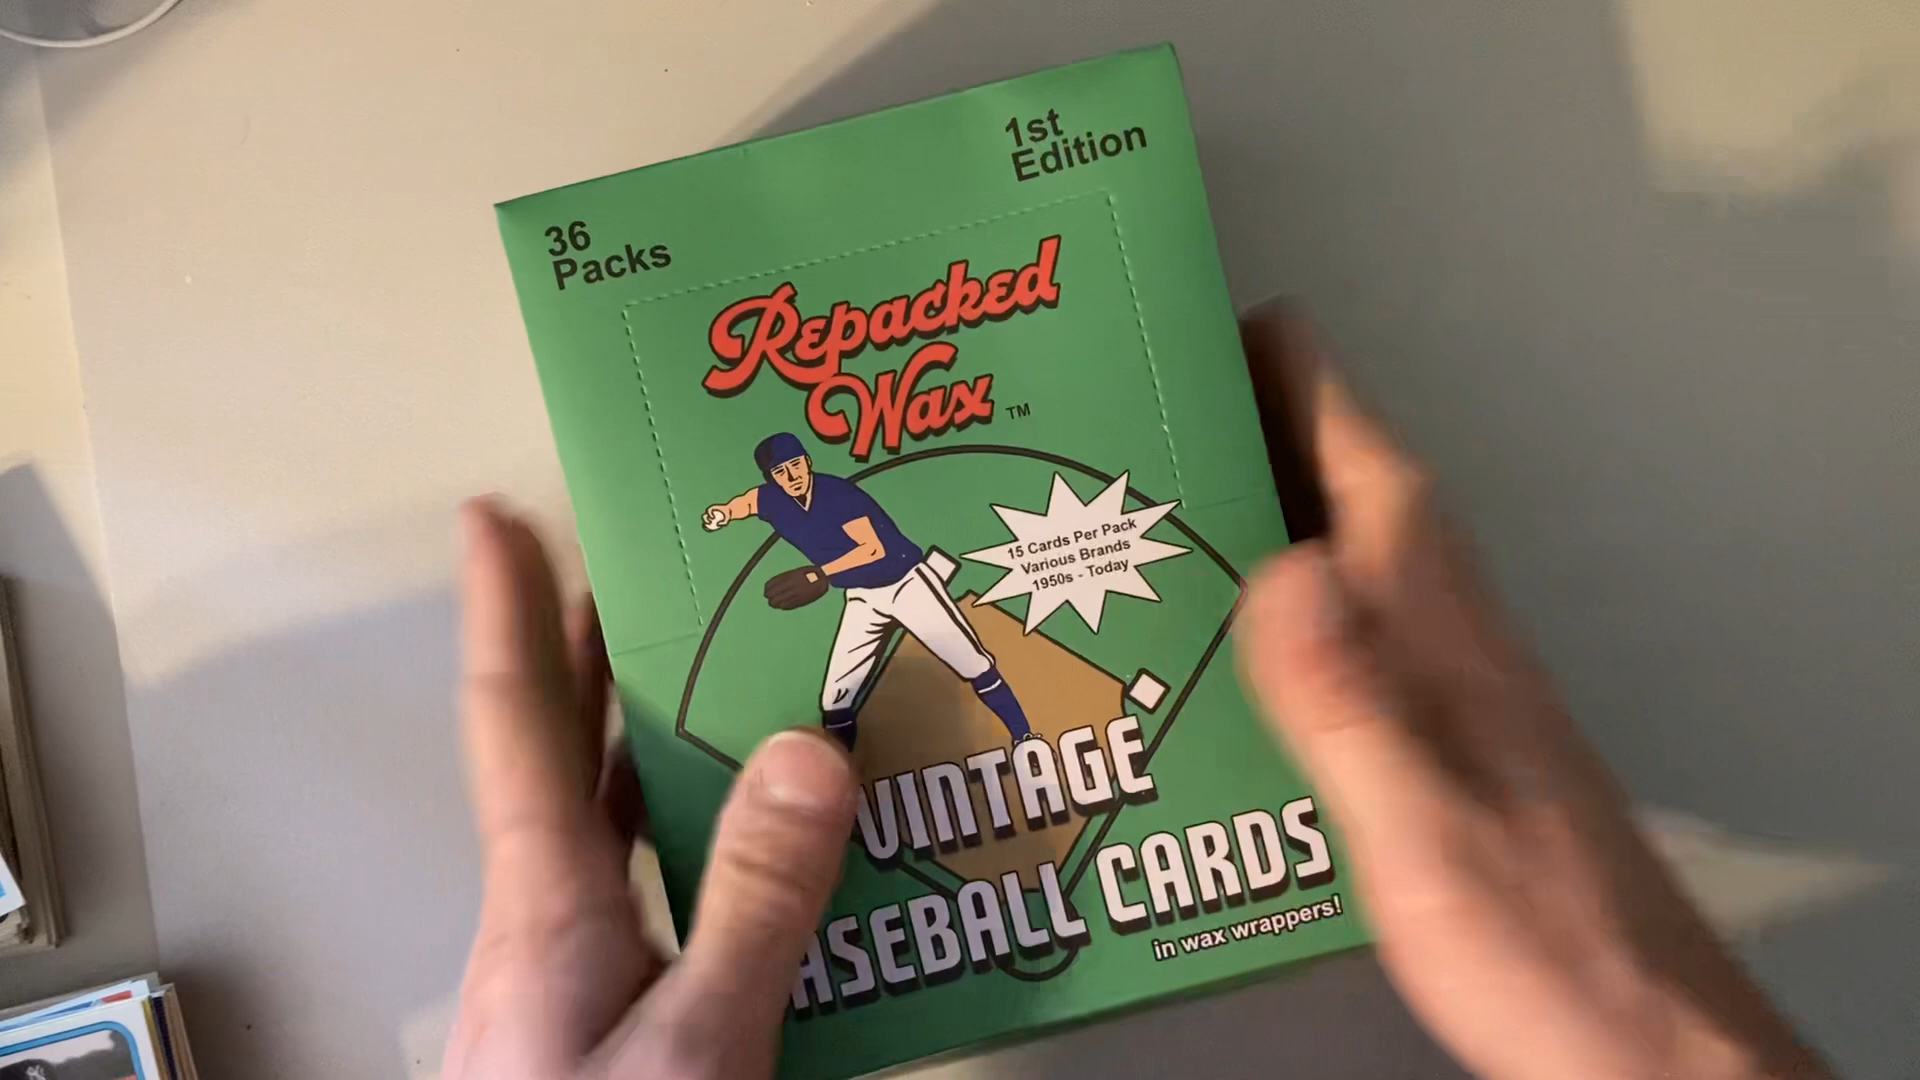 36
Packs
1st
Edition
Repacked
Wax TM
15 Cards Per Pack
Various Brands
1950s - Today
VINTAGE
BASEBALL CARDS
in wax wrappers!